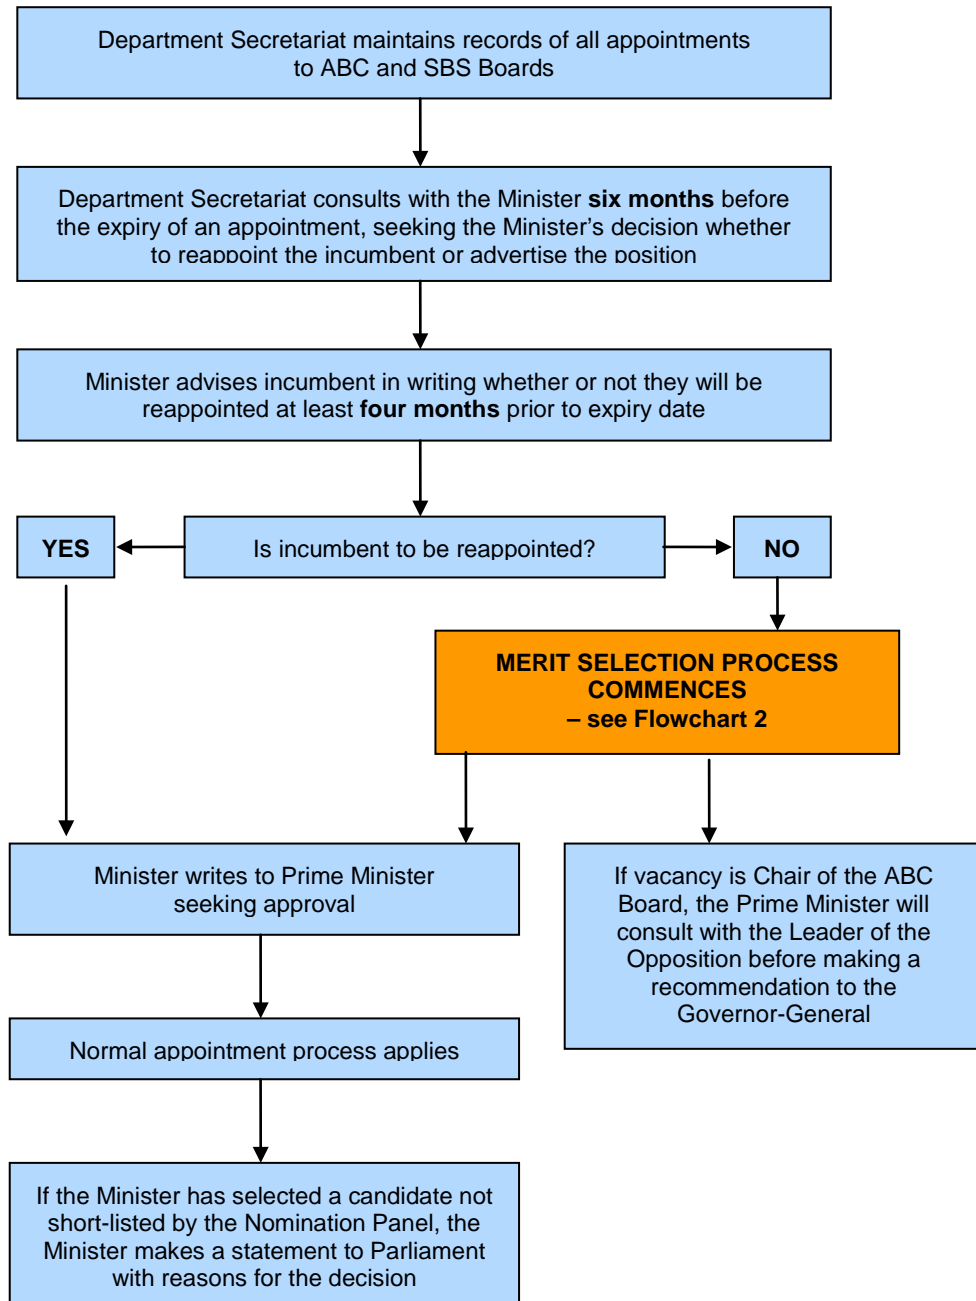 Department Secretariat maintains records of all appointments
to ABC and SBS Boards
Department Secretariat consults with the Minister six months before
the expiry of an appointment, seeking the Minister's decision whether
to reappoint the incumbent or advertise the position
Minister advises incumbent in writing whether or not they will be
reappointed at least four months prior to expiry date
YES
Is incumbent to be reappointed?
NO
MERIT SELECTION PROCESS
COMMENCES
– see Flowchart 2
Minister writes to Prime Minister
seeking approval
If vacancy is Chair of the ABC
Board, the Prime Minister will
consult with the Leader of the
Opposition before making a
recommendation to the
Governor-General
Normal appointment process applies
If the Minister has selected a candidate not
short-listed by the Nomination Panel, the
Minister makes a statement to Parliament
with reasons for the decision